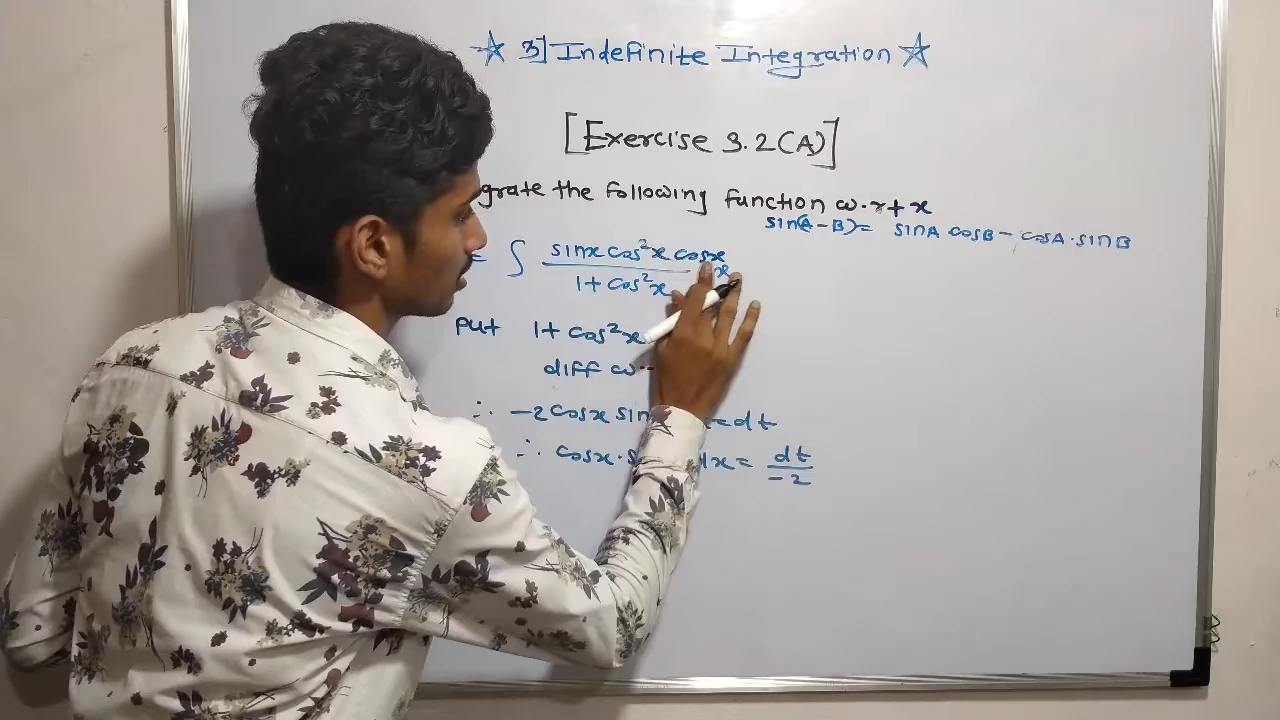 ☆ 3] Indefinite Integration ☆
[Exercise 3.2(A)]
grate the following function w.r.t x
sin(A-B)= sinA cosB - cosA.sinB
= ∫ sinx cos²x cosx
1 + cos²x
x
put 1 + cos²x
diff w
∴ -2cosx sin =dt
∴ cosx. dx = dt/-2